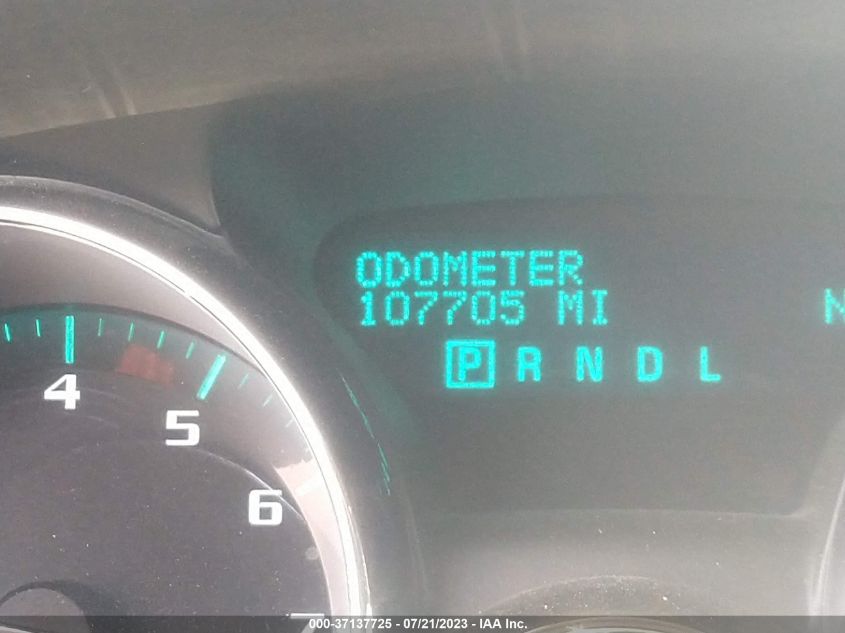 ODOMETER
107705 MI N
P R N D L
4
5
6
000-37137725 - 07/21/2023 - IAA Inc.